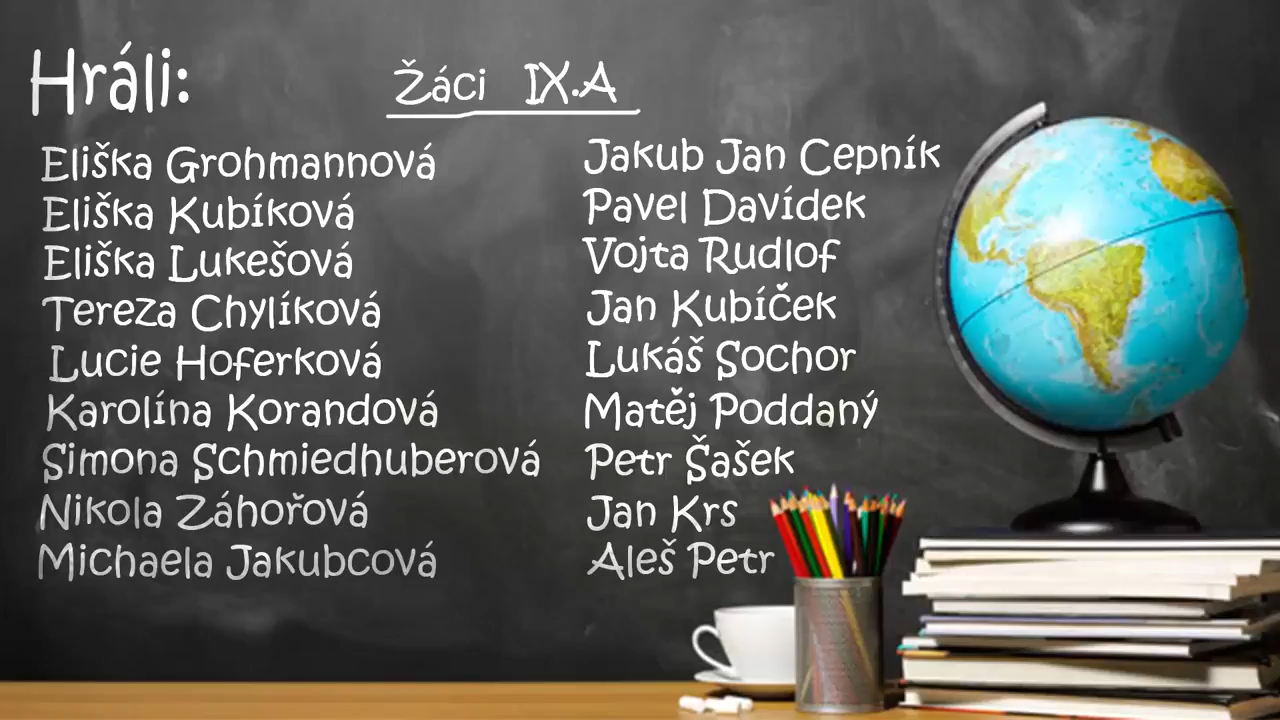 Hráli:
Žáci IX.A
Eliška Grohmannová
Eliška Kubíková
Eliška Lukešová
Tereza Chylíková
Lucie Hoferková
Karolína Korandová
Simona Schmiedhuberová
Nikola Záhořová
Michaela Jakubcová
Jakub Jan Cepník
Pavel Davídek
Vojta Rudlof
Jan Kubíček
Lukáš Sochor
Matěj Poddaný
Petr Šašek
Jan Krs
Aleš Petr